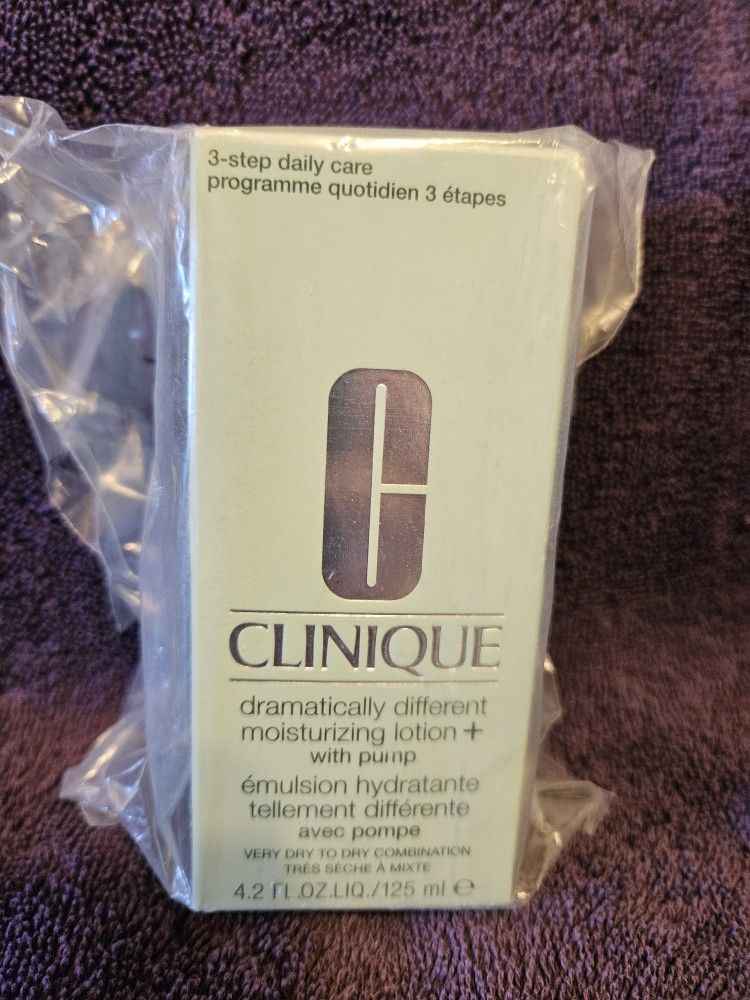 3-step daily care
programme quotidien 3 étapes
C
CLINIQUE
dramatically different
moisturizing lotion +
with pump
émulsion hydratante
tellement différente
avec pompe
VERY DRY TO DRY COMBINATION
TRÈS SÈCHE À MIXTE
4.2 FL.OZ.LIQ./125 ml ℮